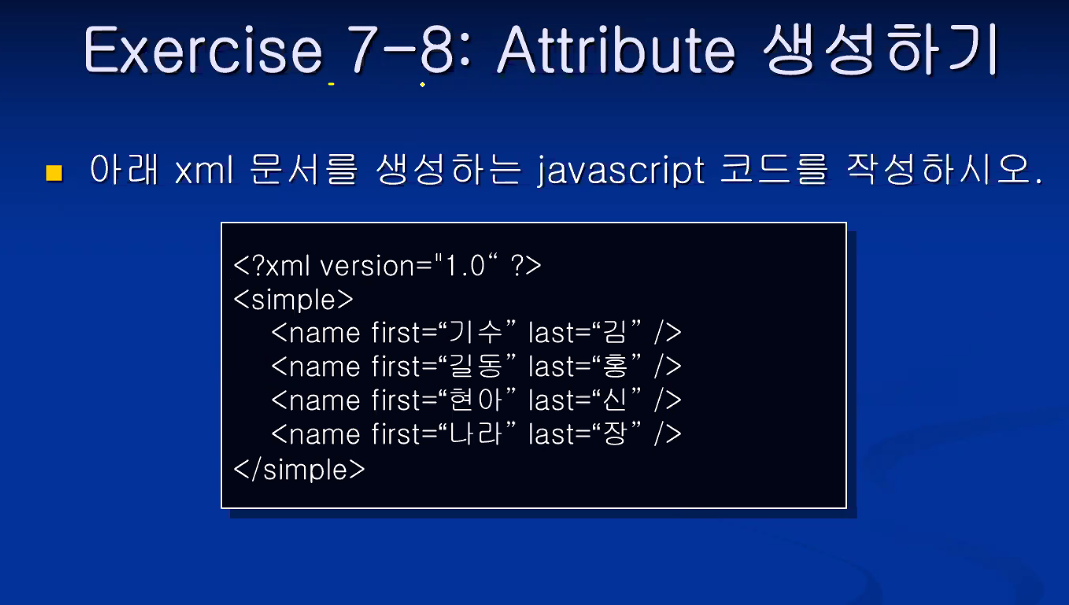 Exercise 7-8: Attribute 생성하기
아래 xml 문서를 생성하는 javascript 코드를 작성하시오.
<?xml version="1.0“ ?>
<simple>
<name first=“기수” last=“김” />
<name first=“길동” last=“홍” />
<name first=“현아” last=“신” />
<name first=“나라” last=“장” />
</simple>